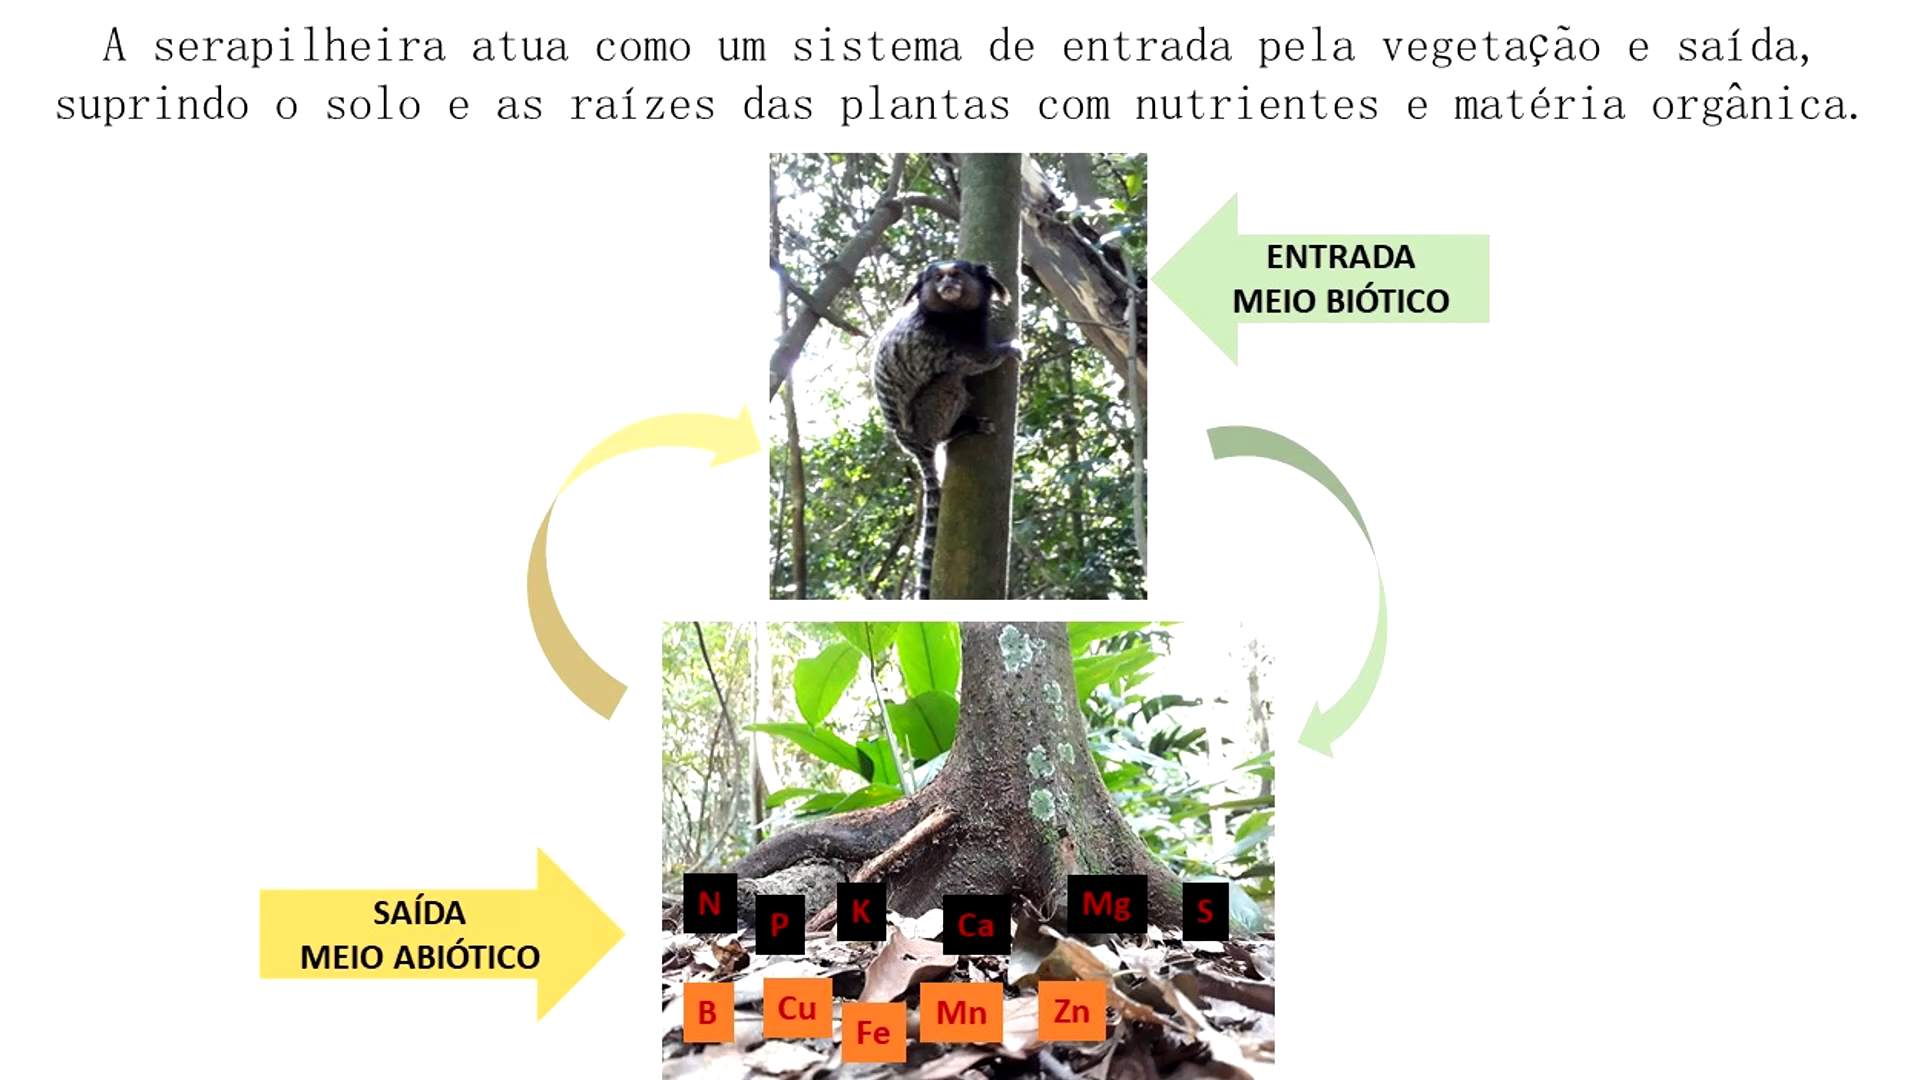 A serapilheira atua como um sistema de entrada pela vegetação e saída,
suprindo o solo e as raízes das plantas com nutrientes e matéria orgânica.
ENTRADA
MEIO BIÓTICO
SAÍDA
MEIO ABIÓTICO
N P K Ca Mg S
B Cu Fe Mn Zn